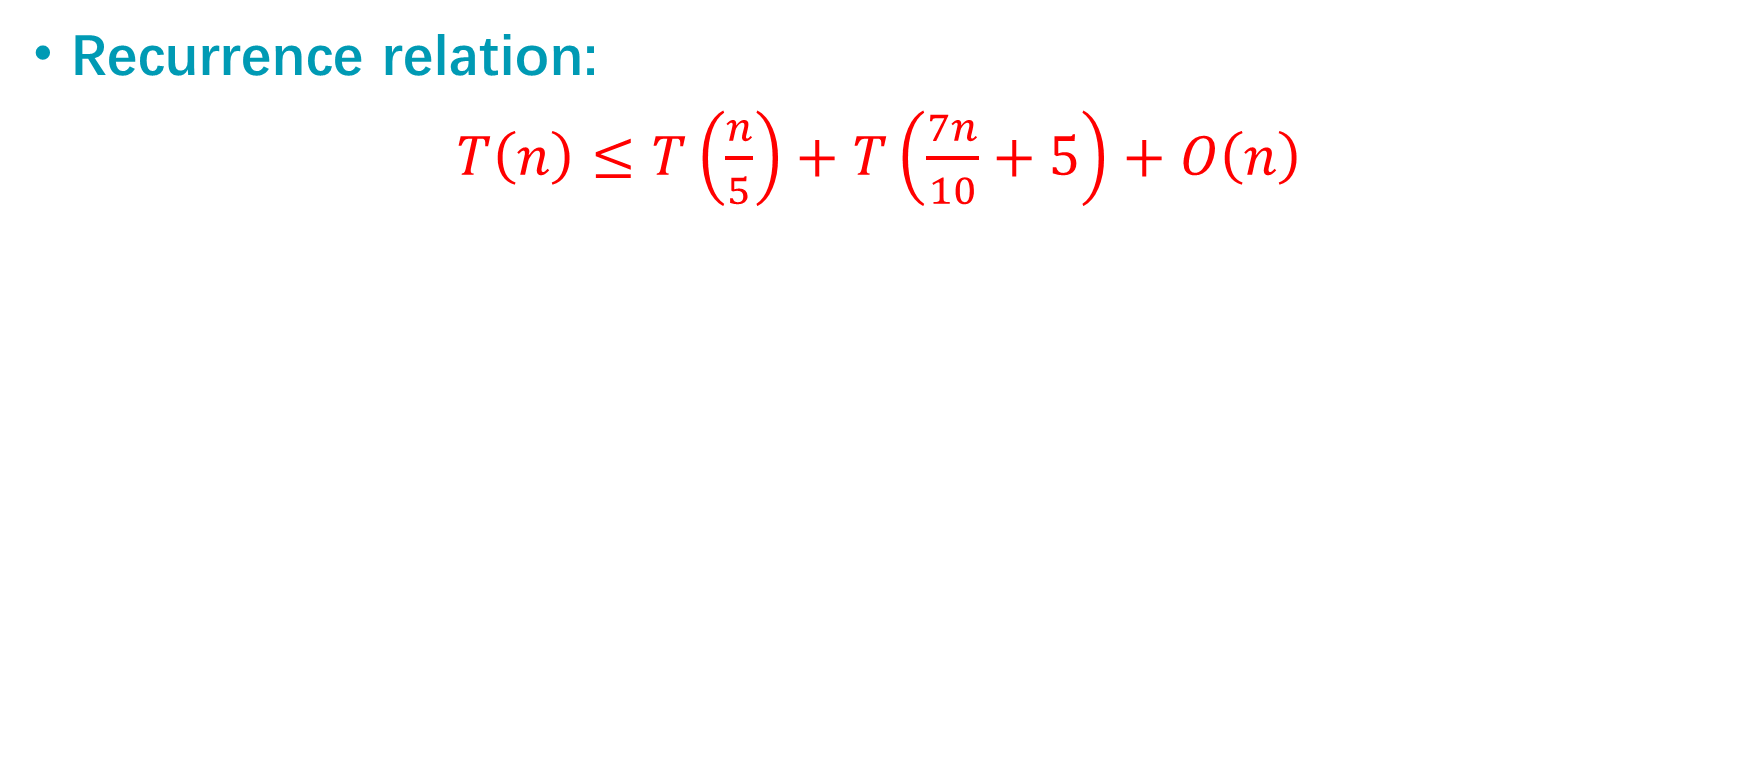 • Recurrence relation:
T(n) ≤ T(n/5) + T(7n/10 + 5) + O(n)